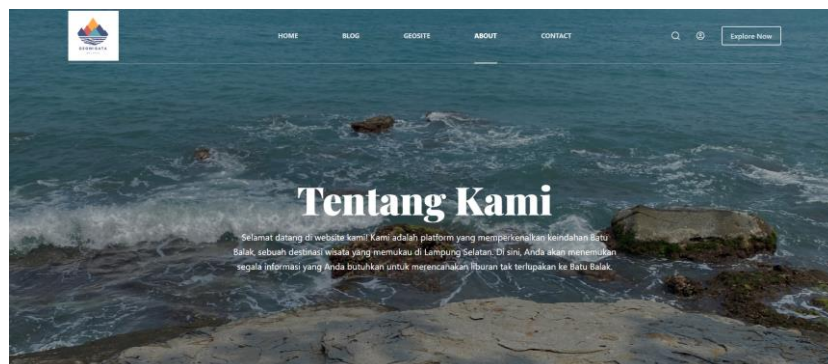 GEOWISATA
HOME BLOG GEOSITE ABOUT CONTACT Explore Now
Tentang Kami
Selamat datang di website kami! Kami adalah platform yang memperkenalkan keindahan Batu
Balak, sebuah destinasi wisata yang memukau di Lampung Selatan. Di sini, Anda akan menemukan
segala informasi yang Anda butuhkan untuk merencanakan liburan tak terlupakan ke Batu Balak.